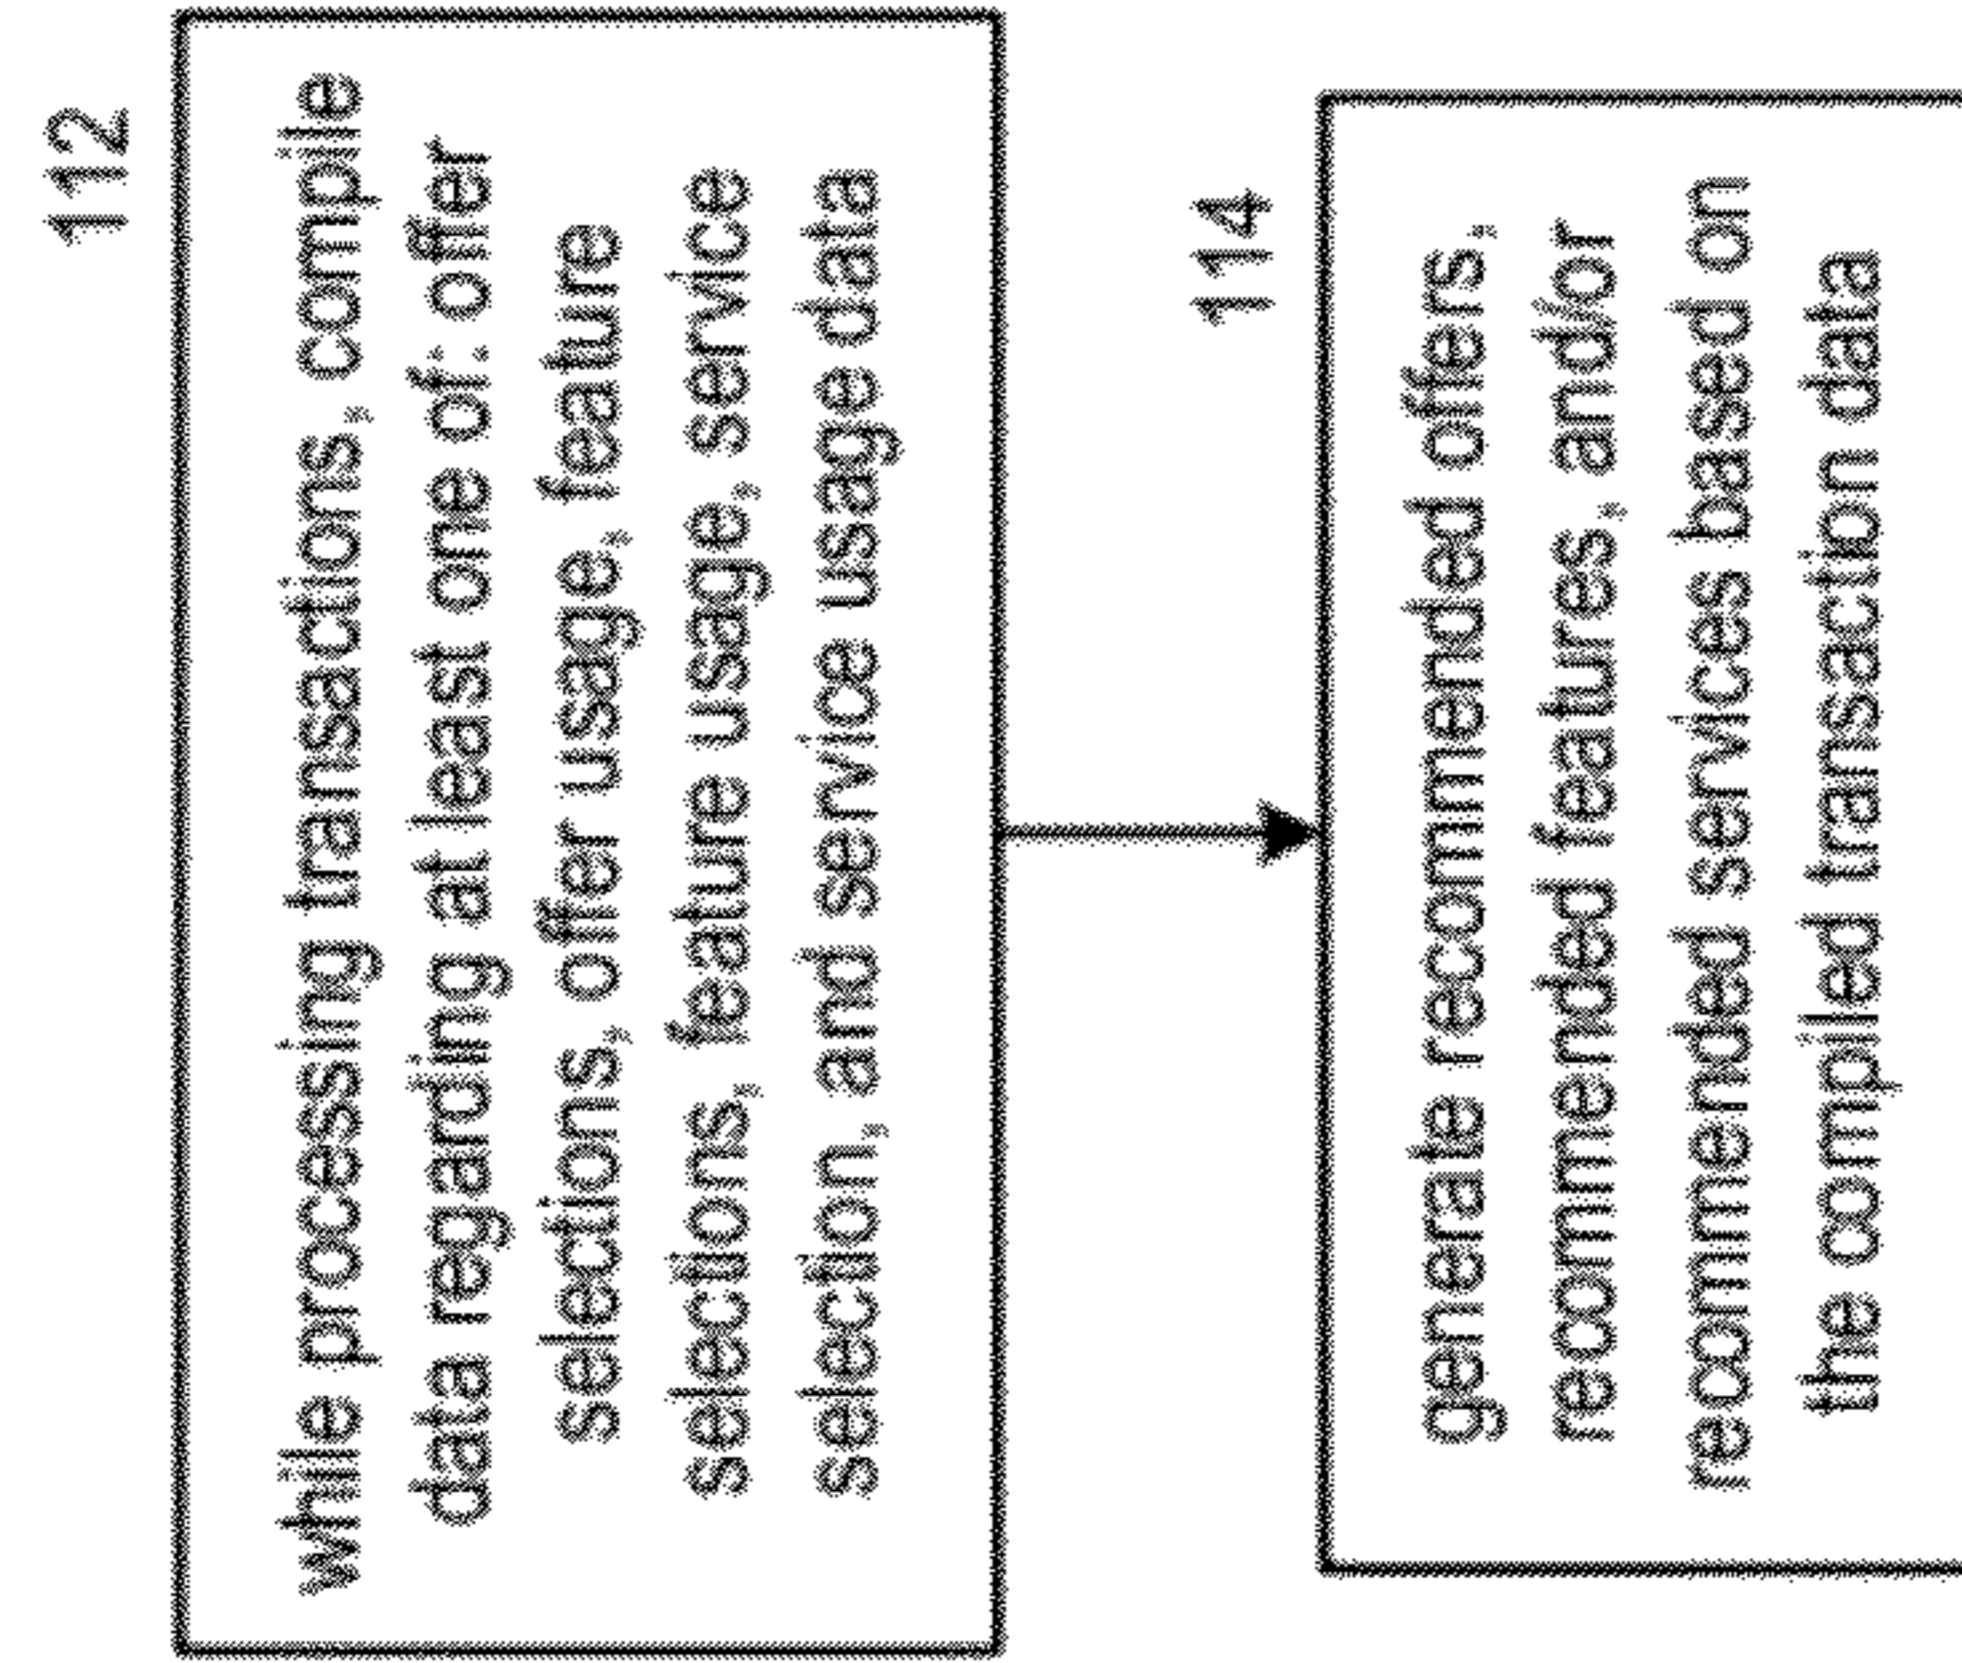 112
while processing transactions, compile
data regarding at least one of: offer
selections, offer usage, feature
selections, feature usage, service
selection, and service usage data
114
generate recommended offers,
recommended features, and/or
recommended services based on
the compiled transaction data